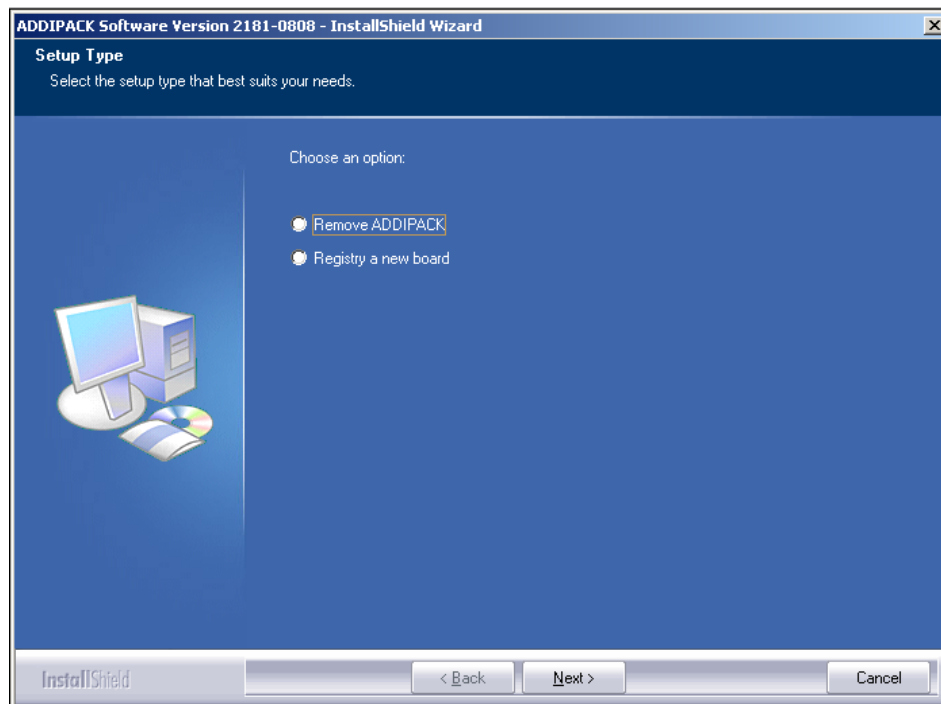 ADDIPACK Software Version 2181-0808 - InstallShield Wizard
Setup Type
Select the setup type that best suits your needs.
Choose an option:
Remove ADDIPACK
Registry a new board
InstallShield
< Back
Next >
Cancel